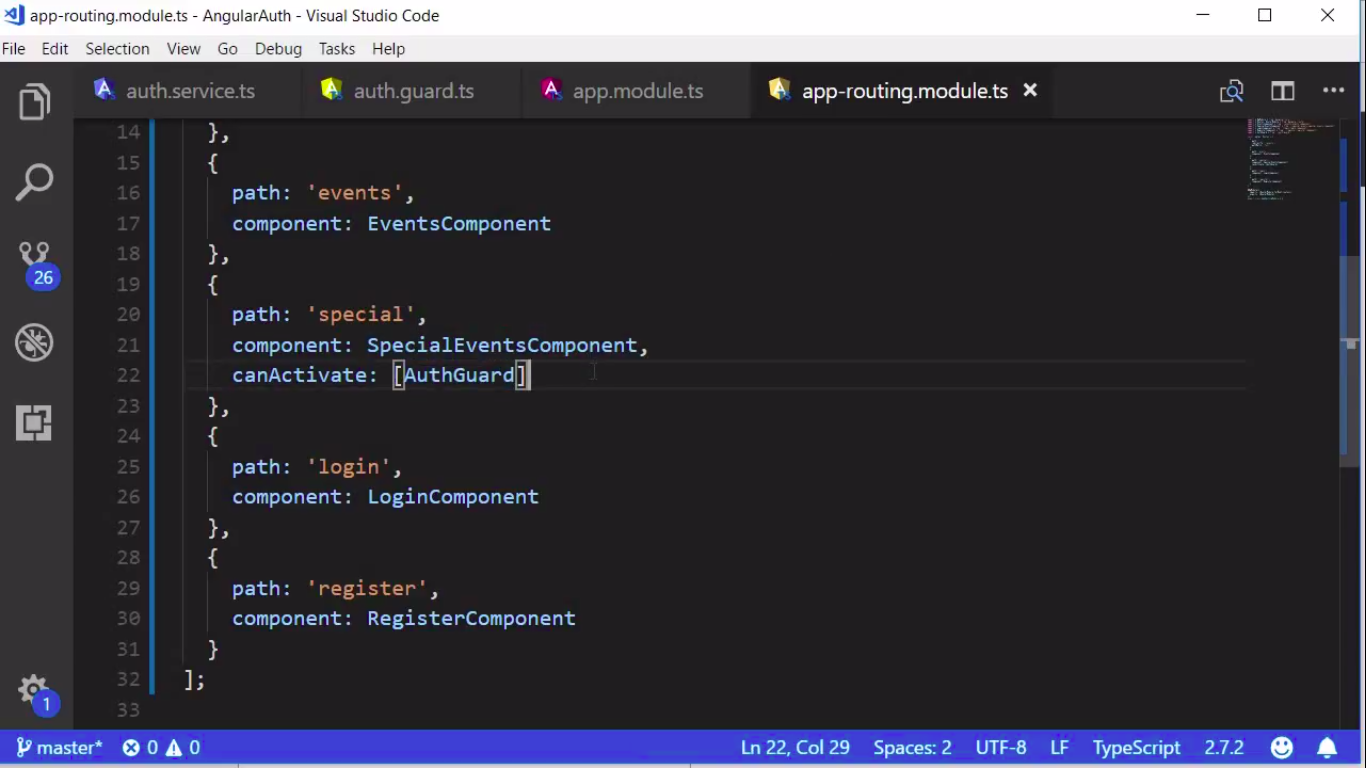 app-routing.module.ts - AngularAuth - Visual Studio Code
File Edit Selection View Go Debug Tasks Help
auth.service.ts auth.guard.ts app.module.ts app-routing.module.ts
14 },
15 {
16 path: 'events',
17 component: EventsComponent
18 },
19 {
20 path: 'special',
21 component: SpecialEventsComponent,
22 canActivate: [AuthGuard]
23 },
24 {
25 path: 'login',
26 component: LoginComponent
27 },
28 {
29 path: 'register',
30 component: RegisterComponent
31 }
32 ];
33
26
1
master* 0 0 Ln 22, Col 29 Spaces: 2 UTF-8 LF TypeScript 2.7.2